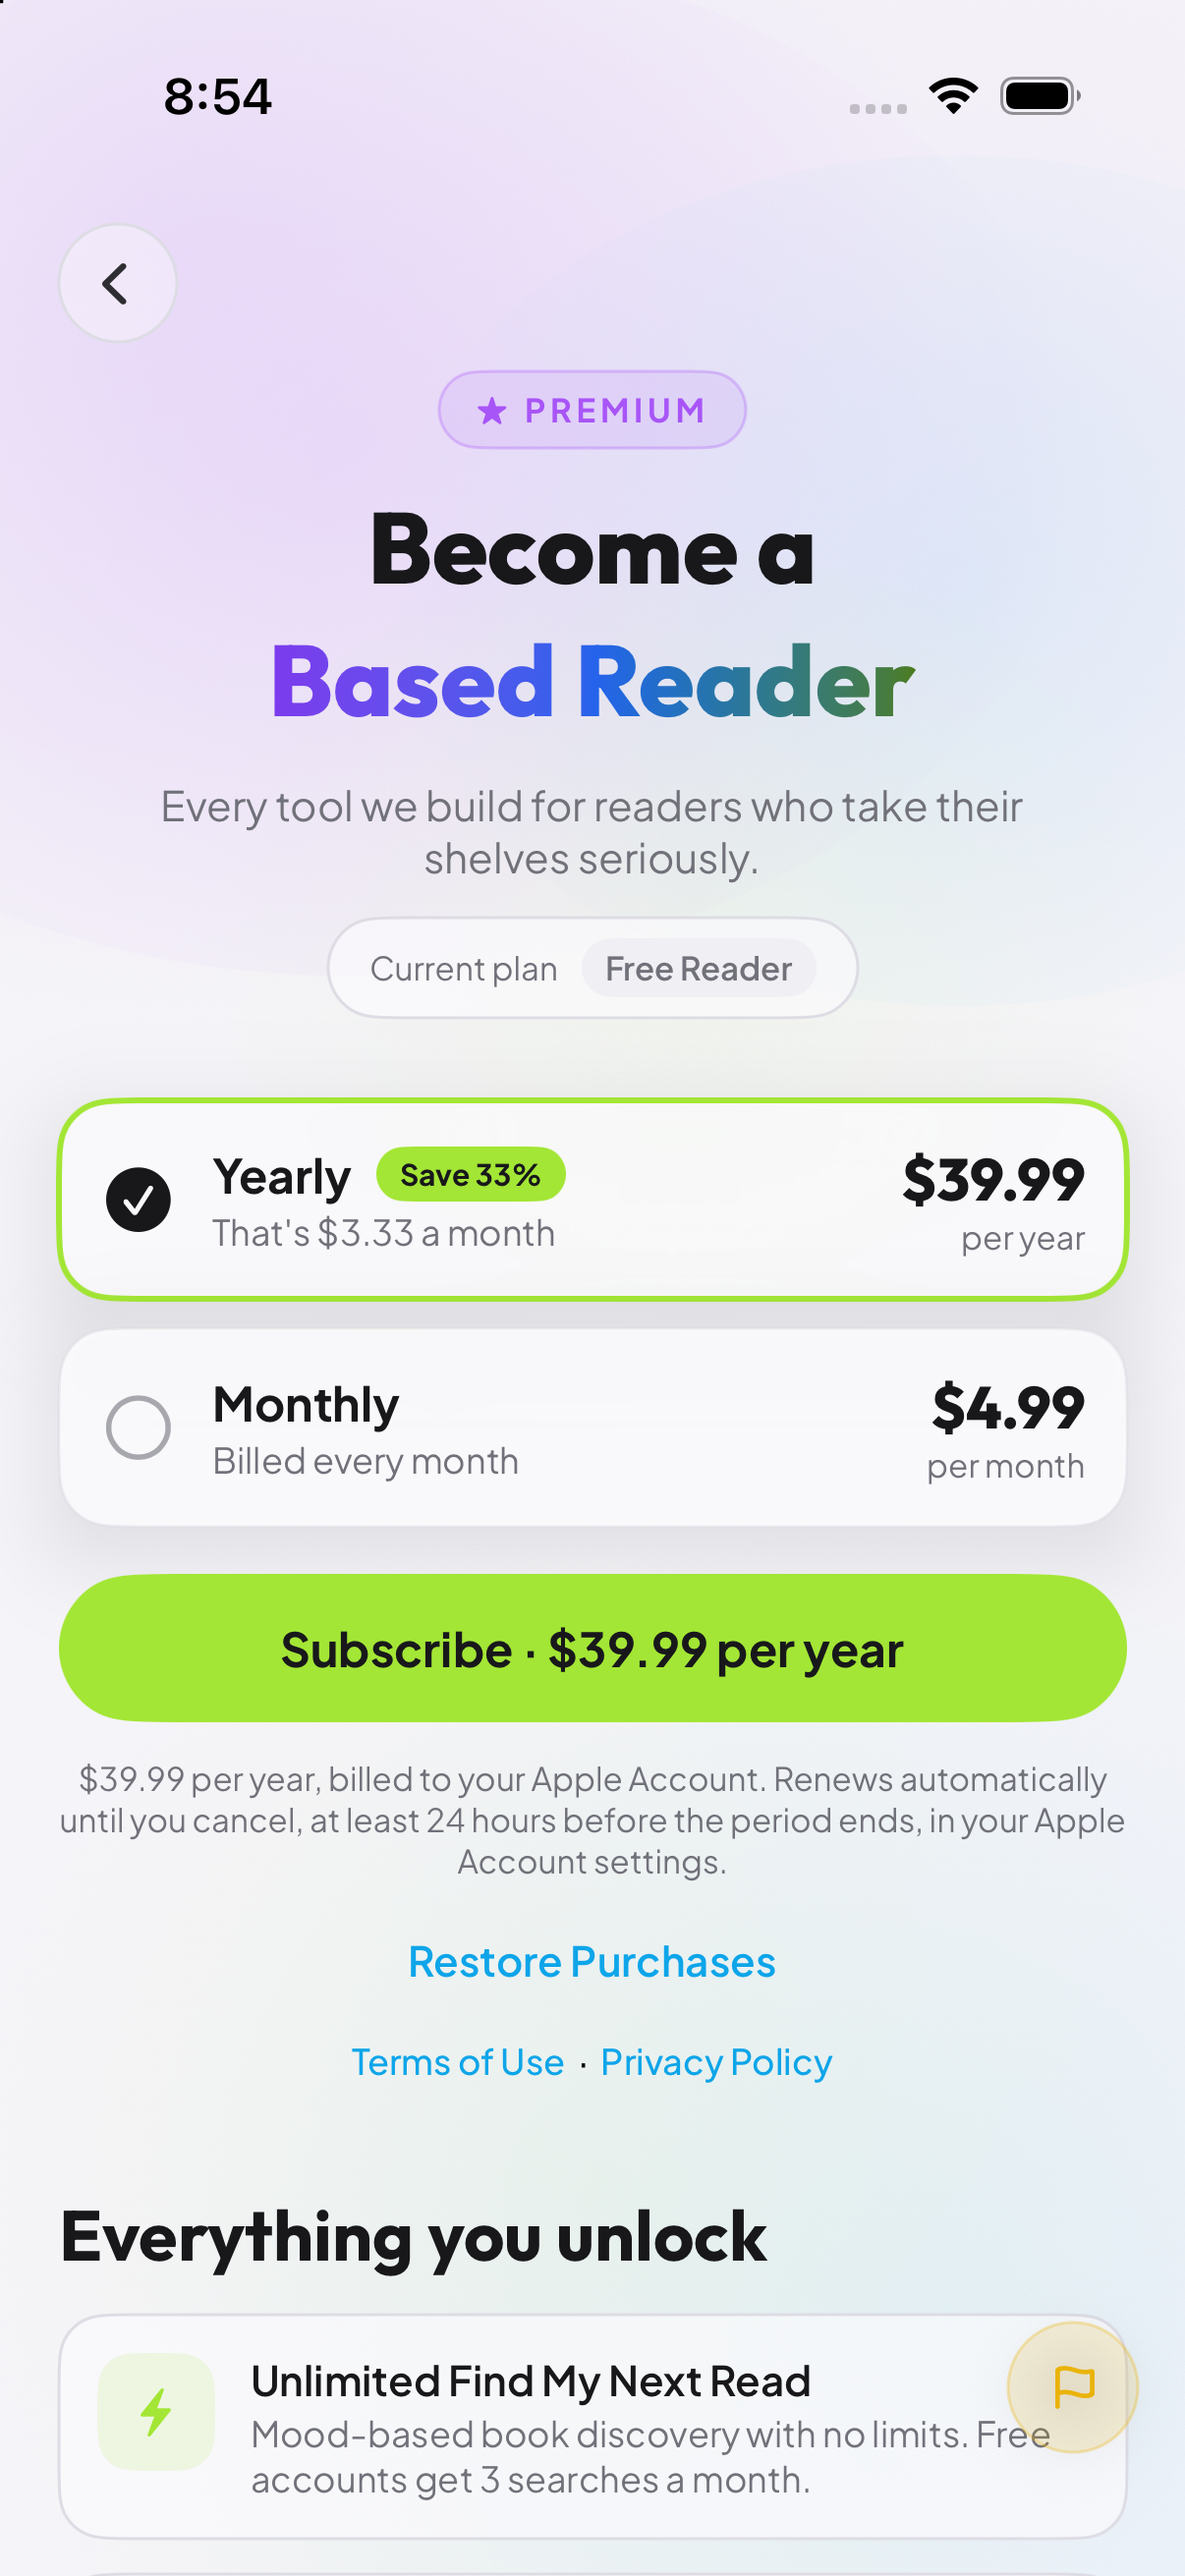 8:54
PREMIUM
Become a
Based Reader
Every tool we build for readers who take their
shelves seriously.
Current plan Free Reader
Yearly Save 33% $39.99
That's $3.33 a month per year
Monthly $4.99
Billed every month per month
Subscribe · $39.99 per year
$39.99 per year, billed to your Apple Account. Renews automatically
until you cancel, at least 24 hours before the period ends, in your Apple
Account settings.
Restore Purchases
Terms of Use · Privacy Policy
Everything you unlock
Unlimited Find My Next Read
Mood-based book discovery with no limits. Free
accounts get 3 searches a month.